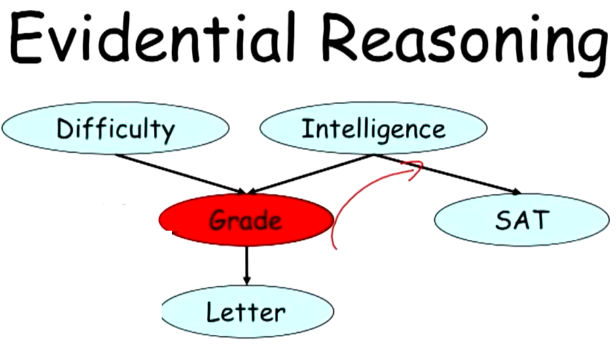 Evidential Reasoning
Difficulty
Intelligence
Grade
SAT
Letter